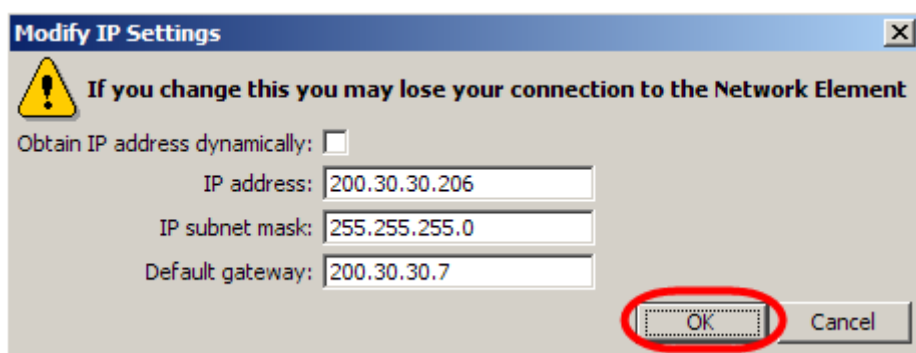 Modify IP Settings
If you change this you may lose your connection to the Network Element
Obtain IP address dynamically:
IP address: 200.30.30.206
IP subnet mask: 255.255.255.0
Default gateway: 200.30.30.7
OK Cancel